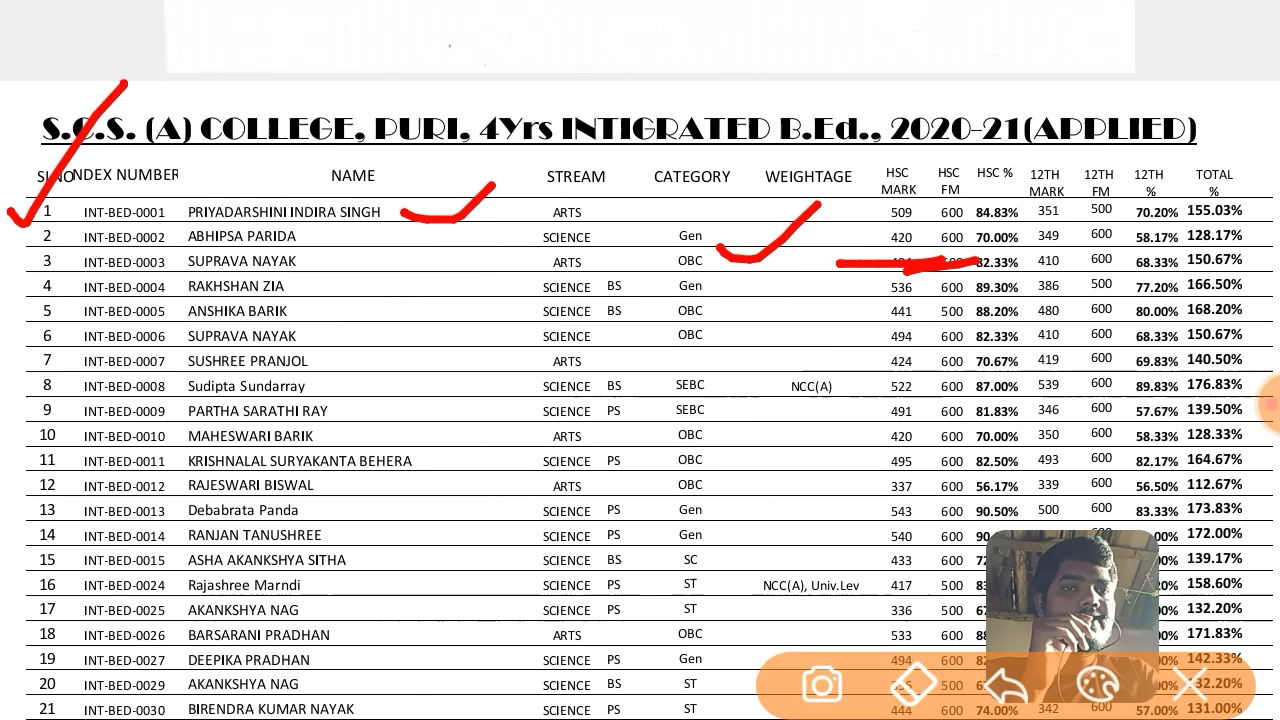 S.C.S. (A) COLLEGE, PURI, 4Yrs INTIGRATED B.Ed., 2020-21(APPLIED)
SI.NO NDEX NUMBER NAME STREAM CATEGORY WEIGHTAGE HSC MARK HSC FM HSC % 12TH MARK 12TH FM 12TH % TOTAL %
1 INT-BED-0001 PRIYADARSHINI INDIRA SINGH ARTS 509 600 84.83% 351 500 70.20% 155.03%
2 INT-BED-0002 ABHIPSA PARIDA SCIENCE Gen 420 600 70.00% 349 600 58.17% 128.17%
3 INT-BED-0003 SUPRAVA NAYAK ARTS OBC 82.33% 410 600 68.33% 150.67%
4 INT-BED-0004 RAKHSHAN ZIA SCIENCE BS Gen 536 600 89.30% 386 500 77.20% 166.50%
5 INT-BED-0005 ANSHIKA BARIK SCIENCE BS OBC 441 500 88.20% 480 600 80.00% 168.20%
6 INT-BED-0006 SUPRAVA NAYAK SCIENCE OBC 494 600 82.33% 410 600 68.33% 150.67%
7 INT-BED-0007 SUSHREE PRANJOL ARTS 424 600 70.67% 419 600 69.83% 140.50%
8 INT-BED-0008 Sudipta Sundarray SCIENCE BS SEBC NCC(A) 522 600 87.00% 539 600 89.83% 176.83%
9 INT-BED-0009 PARTHA SARATHI RAY SCIENCE PS SEBC 491 600 81.83% 346 600 57.67% 139.50%
10 INT-BED-0010 MAHESWARI BARIK ARTS OBC 420 600 70.00% 350 600 58.33% 128.33%
11 INT-BED-0011 KRISHNALAL SURYAKANTA BEHERA SCIENCE PS OBC 495 600 82.50% 493 600 82.17% 164.67%
12 INT-BED-0012 RAJESWARI BISWAL ARTS OBC 337 600 56.17% 339 600 56.50% 112.67%
13 INT-BED-0013 Debabrata Panda SCIENCE PS Gen 543 600 90.50% 500 600 83.33% 173.83%
14 INT-BED-0014 RANJAN TANUSHREE SCIENCE PS Gen 540 600 172.00%
15 INT-BED-0015 ASHA AKANKSHYA SITHA SCIENCE BS SC 433 600 139.17%
16 INT-BED-0024 Rajashree Marndi SCIENCE PS ST NCC(A), Univ.Lev 417 500 158.60%
17 INT-BED-0025 AKANKSHYA NAG SCIENCE PS ST 336 500 132.20%
18 INT-BED-0026 BARSARANI PRADHAN ARTS OBC 533 600 171.83%
19 INT-BED-0027 DEEPIKA PRADHAN SCIENCE PS Gen 494 600 142.33%
20 INT-BED-0029 AKANKSHYA NAG SCIENCE BS ST 500 132.20%
21 INT-BED-0030 BIRENDRA KUMAR NAYAK SCIENCE PS ST 444 600 74.00% 342 600 57.00% 131.00%